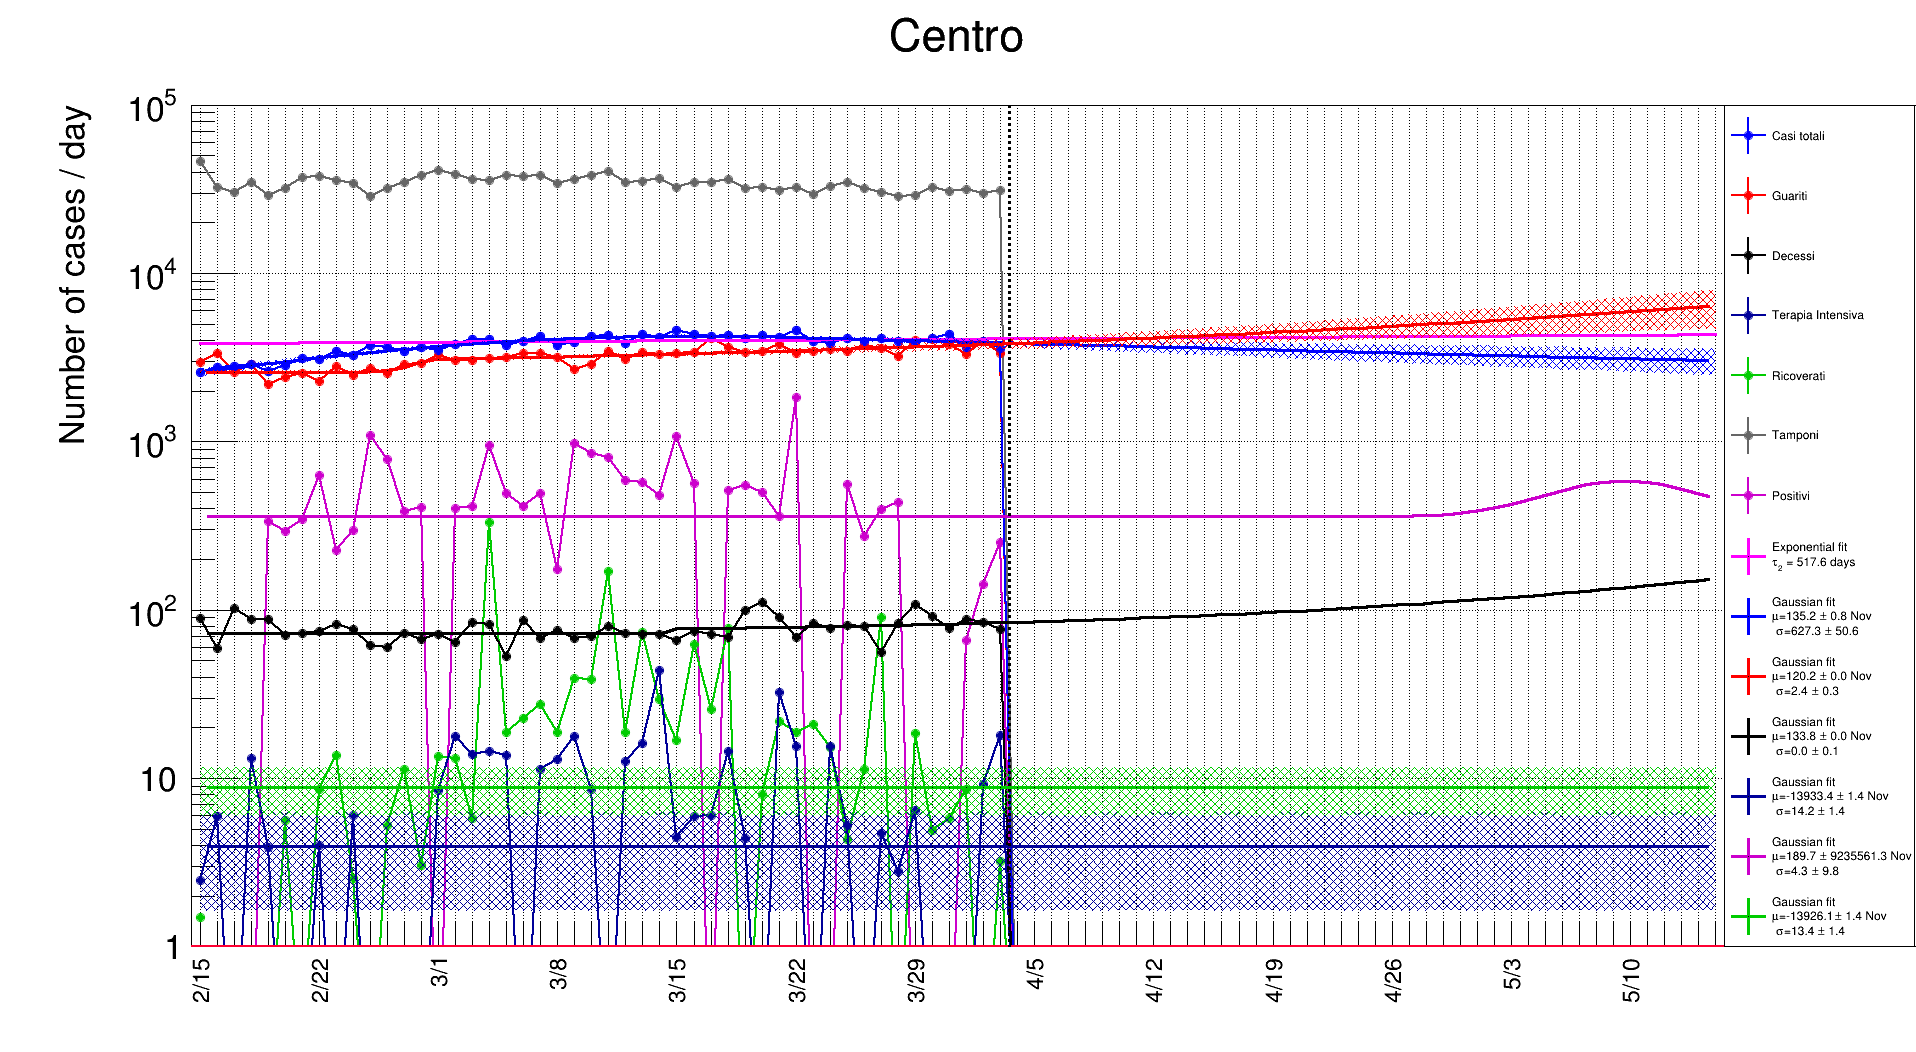 Centro
Number of cases / day
10^5
10^4
10^3
10^2
10
1
2/15
2/22
3/1
3/8
3/15
3/22
3/29
4/5
4/12
4/19
4/26
5/3
5/10
Casi totali
Guariti
Decessi
Terapia Intensiva
Ricoverati
Tamponi
Positivi
Exponential fit
τ₂ = 517.6 days
Gaussian fit
μ=135.2 ± 0.8 Nov
σ=627.3 ± 50.6
Gaussian fit
μ=120.2 ± 0.0 Nov
σ=2.4 ± 0.3
Gaussian fit
μ=133.8 ± 0.0 Nov
σ=0.0 ± 0.1
Gaussian fit
μ=-13933.4 ± 1.4 Nov
σ=14.2 ± 1.4
Gaussian fit
μ=189.7 ± 9235561.3 Nov
σ=4.3 ± 9.8
Gaussian fit
μ=-13926.1 ± 1.4 Nov
σ=13.4 ± 1.4